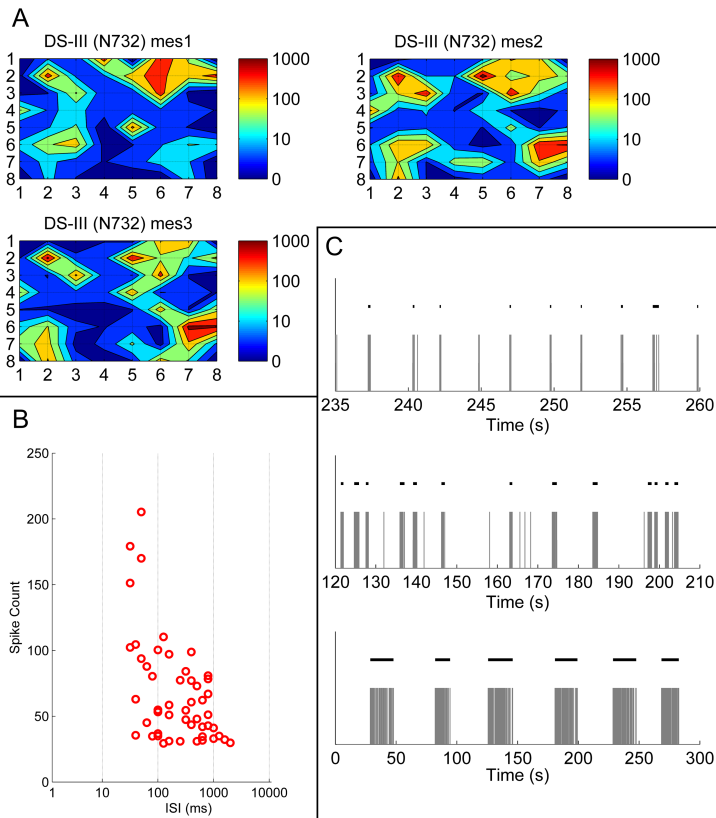 A
DS-III (N732) mes1
1
2
3
4
5
6
7
8
1 2 3 4 5 6 7 8
1000
100
10
0
DS-III (N732) mes2
1
2
3
4
5
6
7
8
1 2 3 4 5 6 7 8
1000
100
10
0
DS-III (N732) mes3
1
2
3
4
5
6
7
8
1 2 3 4 5 6 7 8
1000
100
10
0
B
250
200
150
100
50
0
Spike Count
1 10 100 1000 10000
ISI (ms)
C
235 240 245 250 255 260
Time (s)
120 130 140 150 160 170 180 190 200 210
Time (s)
0 50 100 150 200 250 300
Time (s)